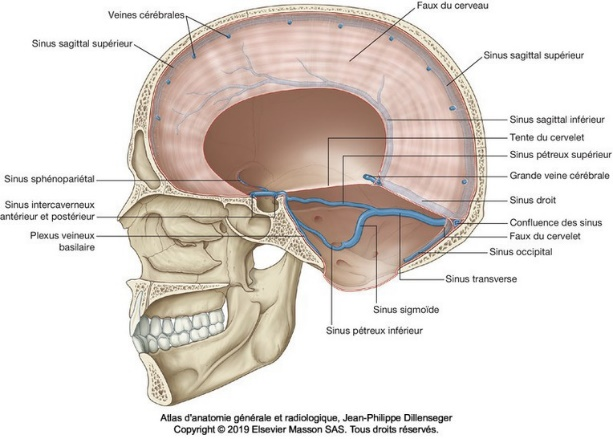 Faux du cerveau
Veines cérébrales
Sinus sagittal supérieur
Sinus sagittal supérieur
Sinus sagittal inférieur
Tente du cervelet
Sinus pétreux supérieur
Grande veine cérébrale
Sinus sphénopariétal
Sinus droit
Sinus intercaverneux
antérieur et postérieur
Confluence des sinus
Plexus veineux
basilaire
Faux du cervelet
Sinus occipital
Sinus transverse
Sinus sigmoïde
Sinus pétreux inférieur
Atlas d'anatomie générale et radiologique, Jean-Philippe Dillenseger
Copyright © 2019 Elsevier Masson SAS. Tous droits réservés.